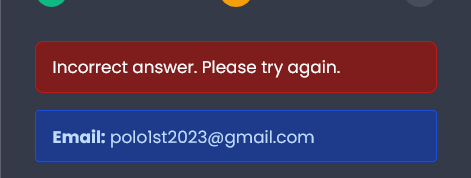 Incorrect answer. Please try again.
Email: polo1st2023@gmail.com